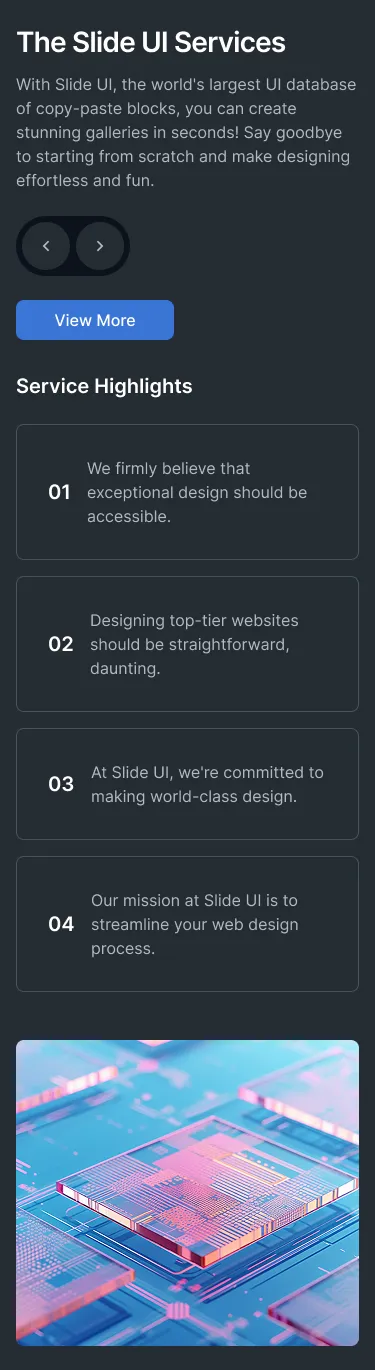 The Slide UI Services
With Slide UI, the world's largest UI database
of copy-paste blocks, you can create
stunning galleries in seconds! Say goodbye
to starting from scratch and make designing
effortless and fun.
View More
Service Highlights
01
We firmly believe that
exceptional design should be
accessible.
02
Designing top-tier websites
should be straightforward,
daunting.
03
At Slide UI, we're committed to
making world-class design.
04
Our mission at Slide UI is to
streamline your web design
process.